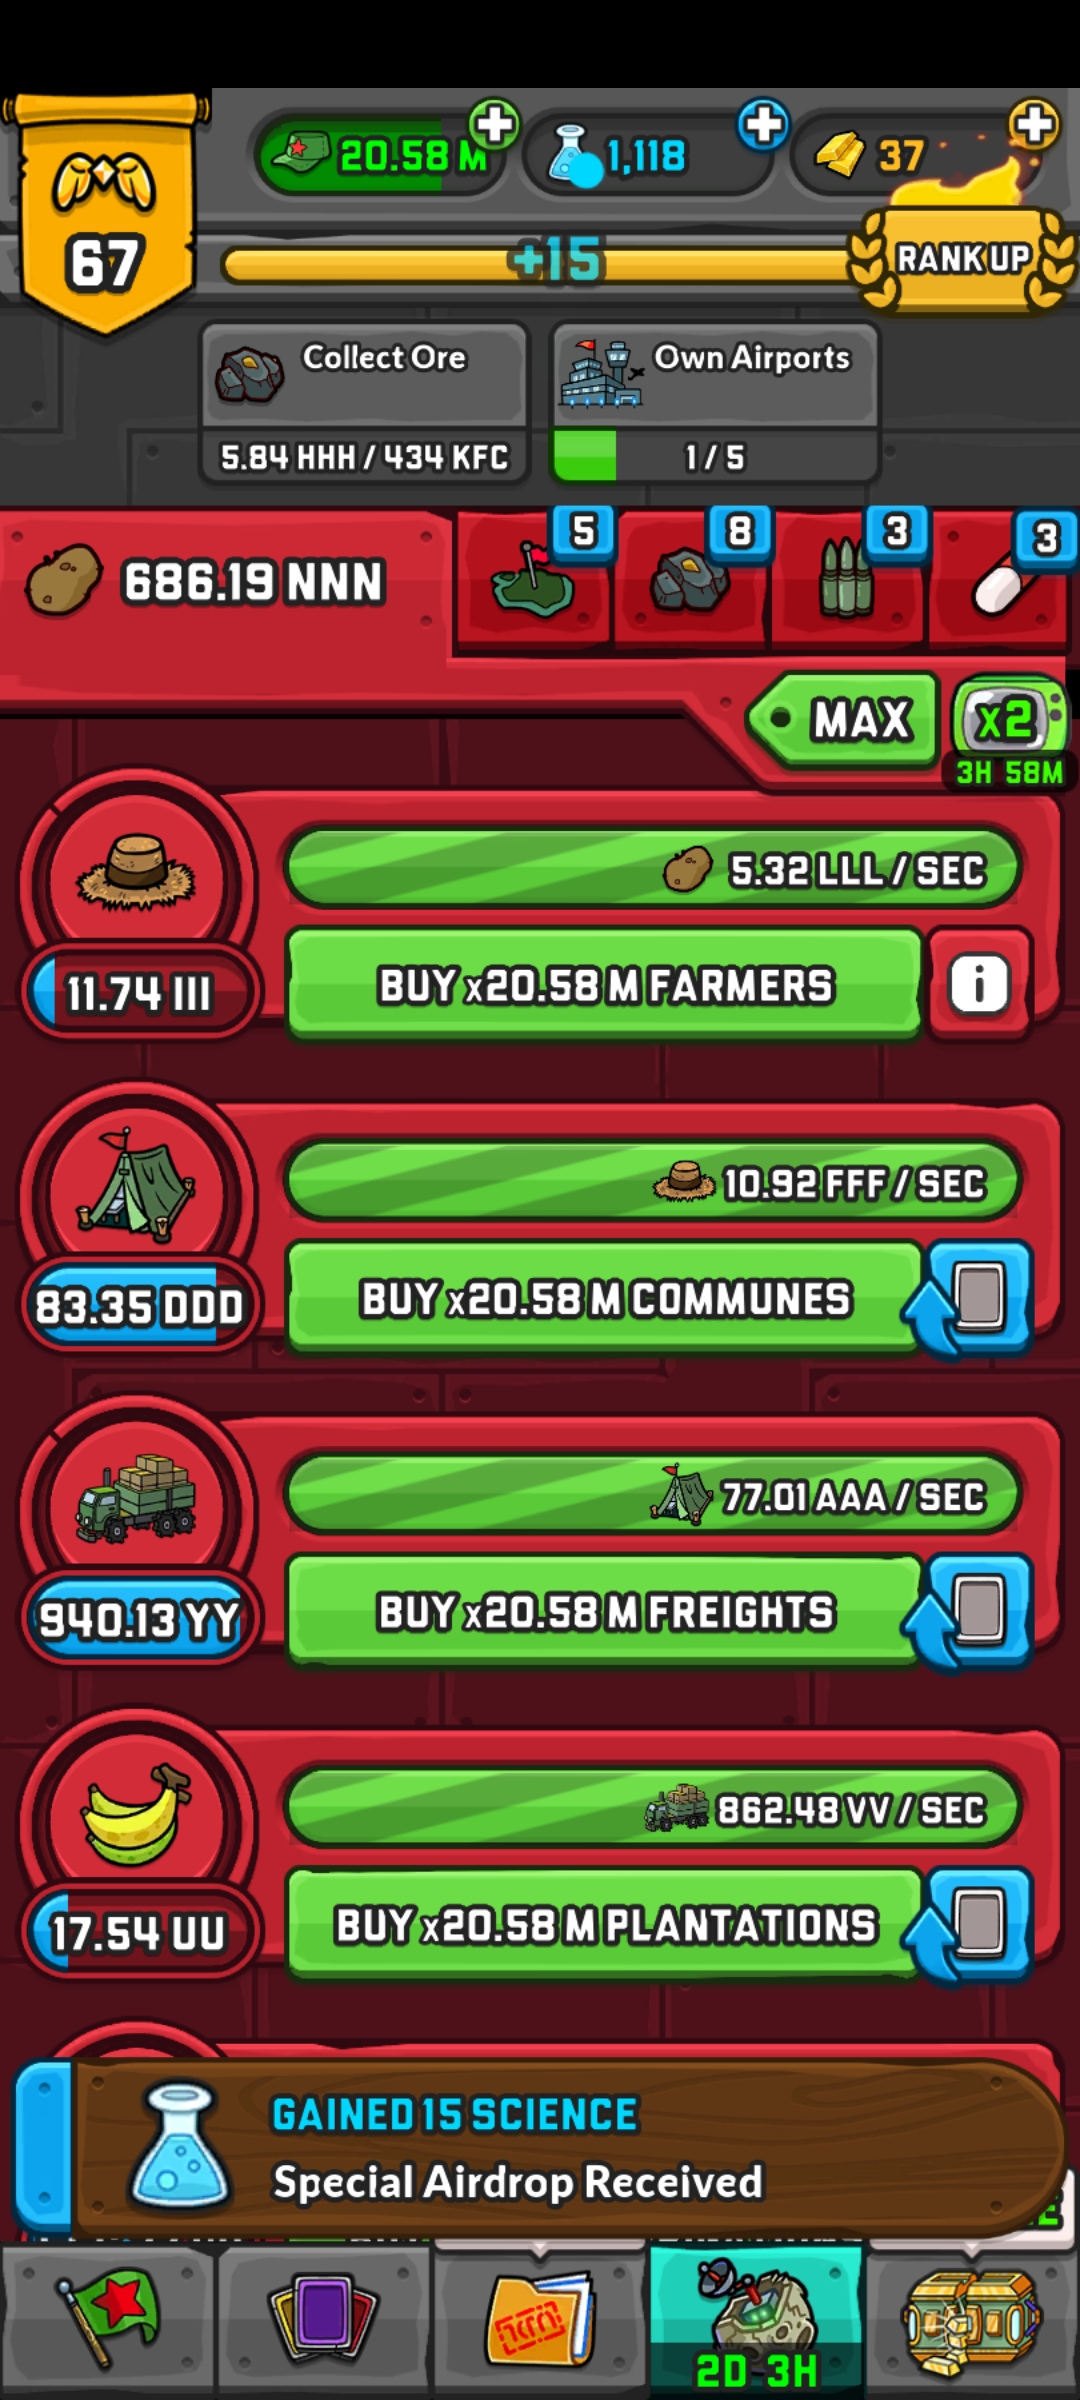 20.58 M
1,118
37
67
+15
RANK UP
Collect Ore
5.84 HHH / 434 KFC
Own Airports
1 / 5
686.19 NNN
5
8
3
3
MAX
x2
3H 58M
5.32 LLL / SEC
11.74 III
BUY x20.58 M FARMERS
i
10.92 FFF / SEC
83.35 DDD
BUY x20.58 M COMMUNES
77.01 AAA / SEC
940.13 YY
BUY x20.58 M FREIGHTS
862.48 VV / SEC
17.54 UU
BUY x20.58 M PLANTATIONS
GAINED 15 SCIENCE
Special Airdrop Received
2D 3H